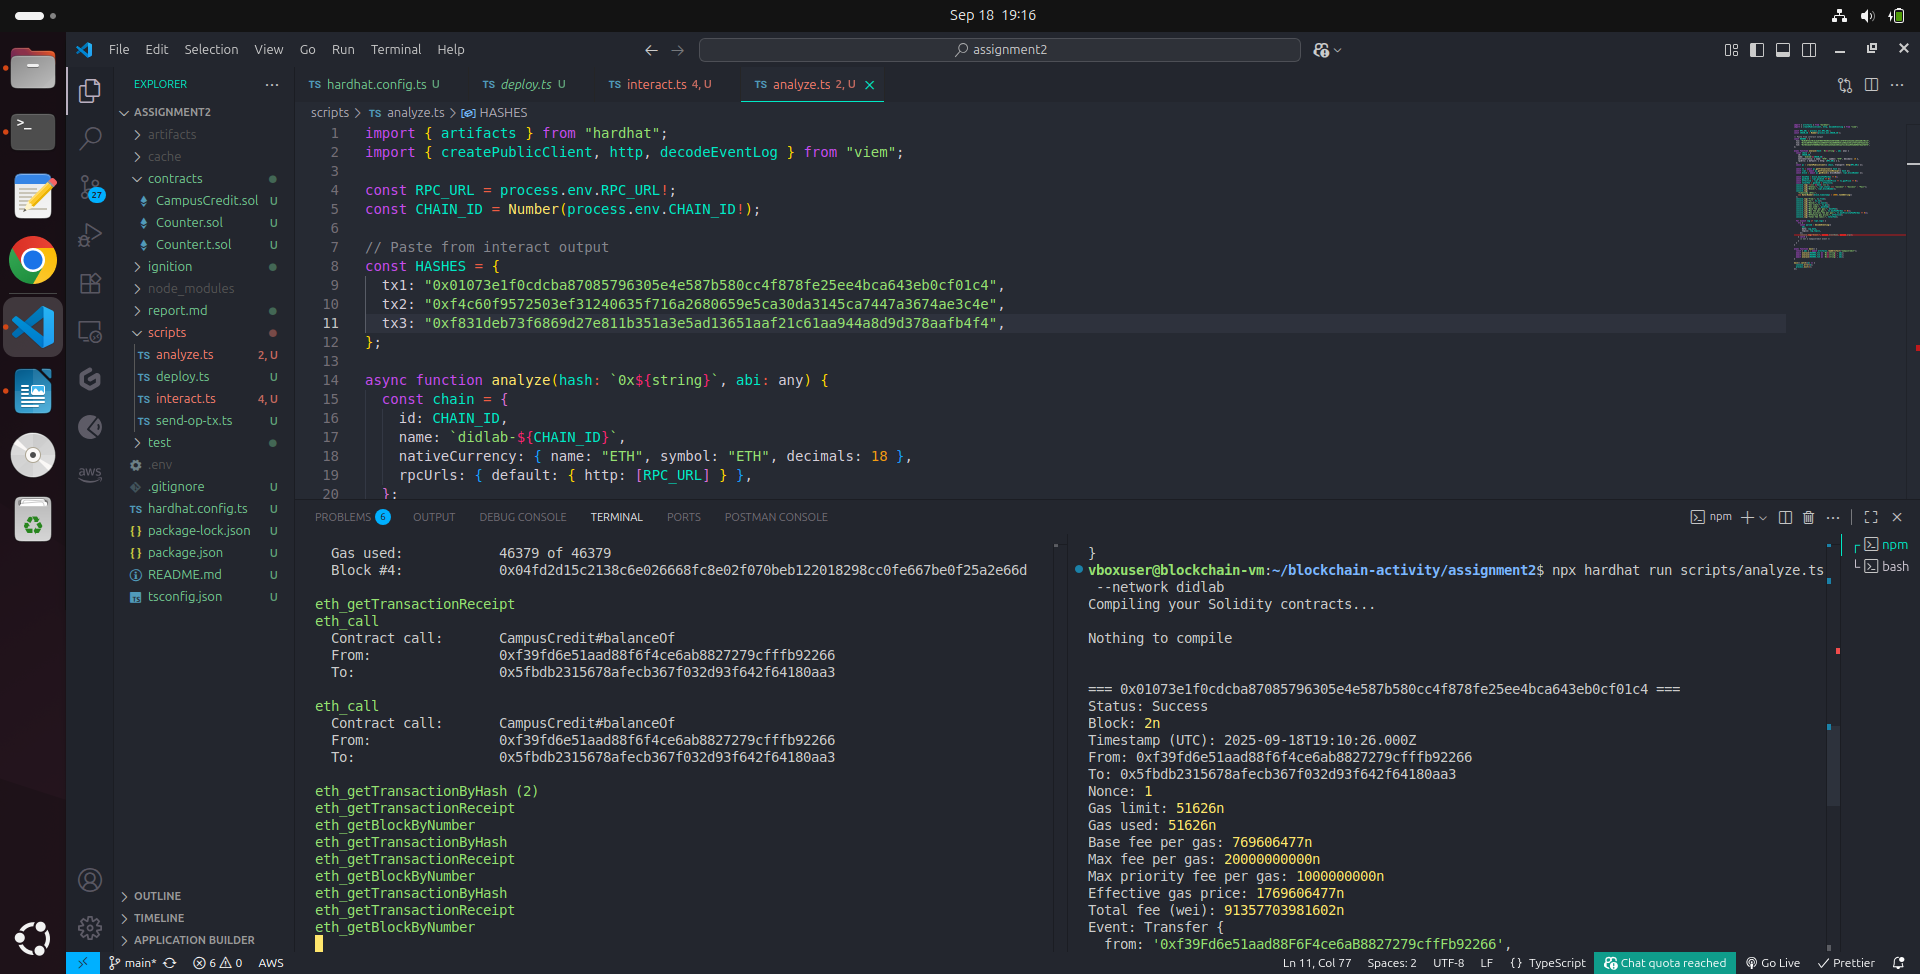 Sep 18 19:16
File Edit Selection View Go Run Terminal Help
assignment2
EXPLORER
ASSIGNMENT2
artifacts
cache
contracts
CampusCredit.sol U
Counter.sol U
Counter.t.sol U
ignition
node_modules
report.md
scripts
analyze.ts 2, U
deploy.ts U
interact.ts 4, U
send-op-tx.ts U
test
.env
.gitignore U
hardhat.config.ts U
package-lock.json U
package.json U
README.md U
tsconfig.json U
OUTLINE
TIMELINE
APPLICATION BUILDER
27
aws
TS hardhat.config.ts U TS deploy.ts U TS interact.ts 4, U TS analyze.ts 2, U
scripts > TS analyze.ts > HASHES
1 import { artifacts } from "hardhat";
2 import { createPublicClient, http, decodeEventLog } from "viem";
3
4 const RPC_URL = process.env.RPC_URL!;
5 const CHAIN_ID = Number(process.env.CHAIN_ID!);
6
7 // Paste from interact output
8 const HASHES = {
9 tx1: "0x01073e1f0cdcba87085796305e4e587b580cc4f878fe25ee4bca643eb0cf01c4",
10 tx2: "0xf4c60f9572503ef31240635f716a2680659e5ca30da3145ca7447a3674ae3c4e",
11 tx3: "0xf831deb73f6869d27e811b351a3e5ad13651aaf21c61aa944a8d9d378aafb4f4",
12 };
13
14 async function analyze(hash: `0x${string}`, abi: any) {
15 const chain = {
16 id: CHAIN_ID,
17 name: `didlab-${CHAIN_ID}`,
18 nativeCurrency: { name: "ETH", symbol: "ETH", decimals: 18 },
19 rpcUrls: { default: { http: [RPC_URL] } },
20 };
PROBLEMS 6 OUTPUT DEBUG CONSOLE TERMINAL PORTS POSTMAN CONSOLE
npm
Gas used: 46379 of 46379
Block #4: 0x04fd2d15c2138c6e026668fc8e02f070beb122018298cc0fe667be0f25a2e66d
eth_getTransactionReceipt
eth_call
Contract call: CampusCredit#balanceOf
From: 0xf39fd6e51aad88f6f4ce6ab8827279cfffb92266
To: 0x5fbdb2315678afecb367f032d93f642f64180aa3
eth_call
Contract call: CampusCredit#balanceOf
From: 0xf39fd6e51aad88f6f4ce6ab8827279cfffb92266
To: 0x5fbdb2315678afecb367f032d93f642f64180aa3
eth_getTransactionByHash (2)
eth_getTransactionReceipt
eth_getBlockByNumber
eth_getTransactionByHash
eth_getTransactionReceipt
eth_getBlockByNumber
eth_getTransactionByHash
eth_getTransactionReceipt
eth_getBlockByNumber
}
vboxuser@blockchain-vm:~/blockchain-activity/assignment2$ npx hardhat run scripts/analyze.ts
--network didlab
Compiling your Solidity contracts...
Nothing to compile
=== 0x01073e1f0cdcba87085796305e4e587b580cc4f878fe25ee4bca643eb0cf01c4 ===
Status: Success
Block: 2n
Timestamp (UTC): 2025-09-18T19:10:26.000Z
From: 0xf39fd6e51aad88f6f4ce6ab8827279cfffb92266
To: 0x5fbdb2315678afecb367f032d93f642f64180aa3
Nonce: 1
Gas limit: 51626n
Gas used: 51626n
Base fee per gas: 769606477n
Max fee per gas: 20000000000n
Max priority fee per gas: 1000000000n
Effective gas price: 1769606477n
Total fee (wei): 91357703981602n
Event: Transfer {
from: '0xf39Fd6e51aad88F6F4ce6aB8827279cffFb92266',
npm
bash
main* 6 0 AWS
Ln 11, Col 77 Spaces: 2 UTF-8 LF {} TypeScript Chat quota reached Go Live Prettier